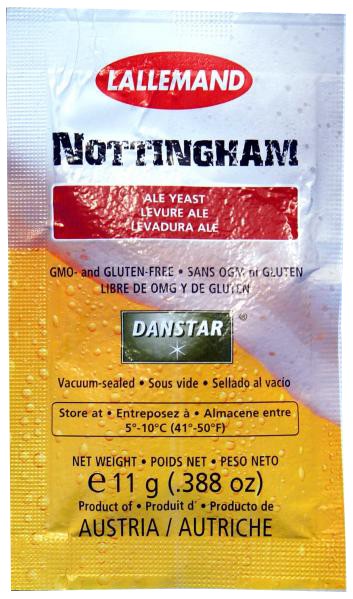 LALLEMAND
NOTTINGHAM
ALE YEAST
LEVURE ALE
LEVADURA ALE
GMO- and GLUTEN-FREE • SANS OGM ni GLUTEN
LIBRE DE OMG Y DE GLUTEN
DANSTAR ®
Vacuum-sealed • Sous vide • Sellado al vacío
Store at • Entreposez à • Almacene entre
5°-10°C (41°-50°F)
NET WEIGHT • POIDS NET • PESO NETO
℮ 11 g (.388 oz)
Product of • Produit d' • Producto de
AUSTRIA / AUTRICHE